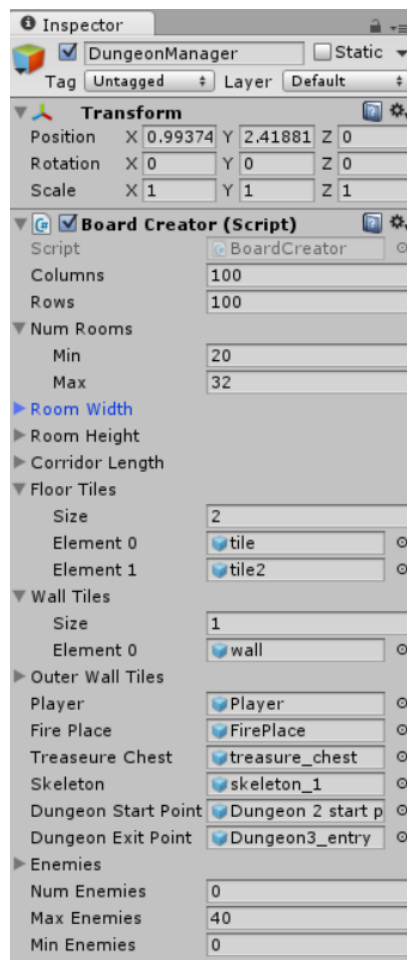 Inspector
DungeonManager Static
Tag Untagged Layer Default
Transform
Position X 0.99374 Y 2.41881 Z 0
Rotation X 0 Y 0 Z 0
Scale X 1 Y 1 Z 1
Board Creator (Script)
Script BoardCreator
Columns 100
Rows 100
Num Rooms
Min 20
Max 32
Room Width
Room Height
Corridor Length
Floor Tiles
Size 2
Element 0 tile
Element 1 tile2
Wall Tiles
Size 1
Element 0 wall
Outer Wall Tiles
Player Player
Fire Place FirePlace
Treaseure Chest treasure_chest
Skeleton skeleton_1
Dungeon Start Point Dungeon 2 start p
Dungeon Exit Point Dungeon3_entry
Enemies
Num Enemies 0
Max Enemies 40
Min Enemies 0